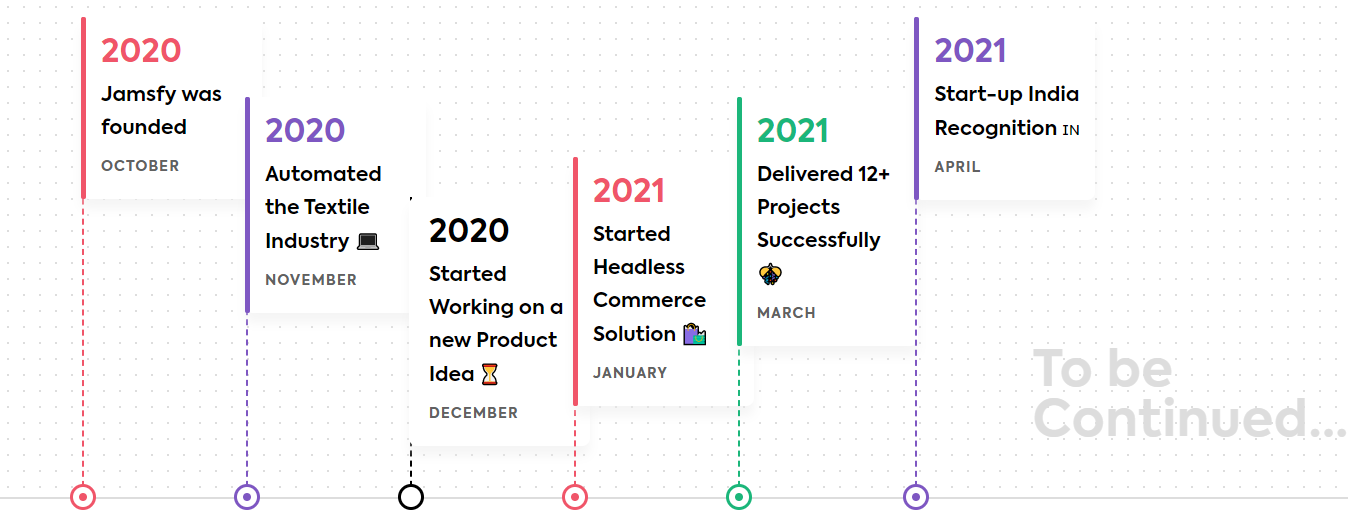 2020
Jamsfy was
founded
OCTOBER
2020
Automated
the Textile
Industry 💻
NOVEMBER
2020
Started
Working on a
new Product
Idea ⏳
DECEMBER
2021
Started
Headless
Commerce
Solution 🛍️
JANUARY
2021
Delivered 12+
Projects
Successfully
MARCH
2021
Start-up India
Recognition IN
APRIL
To be
Continued...